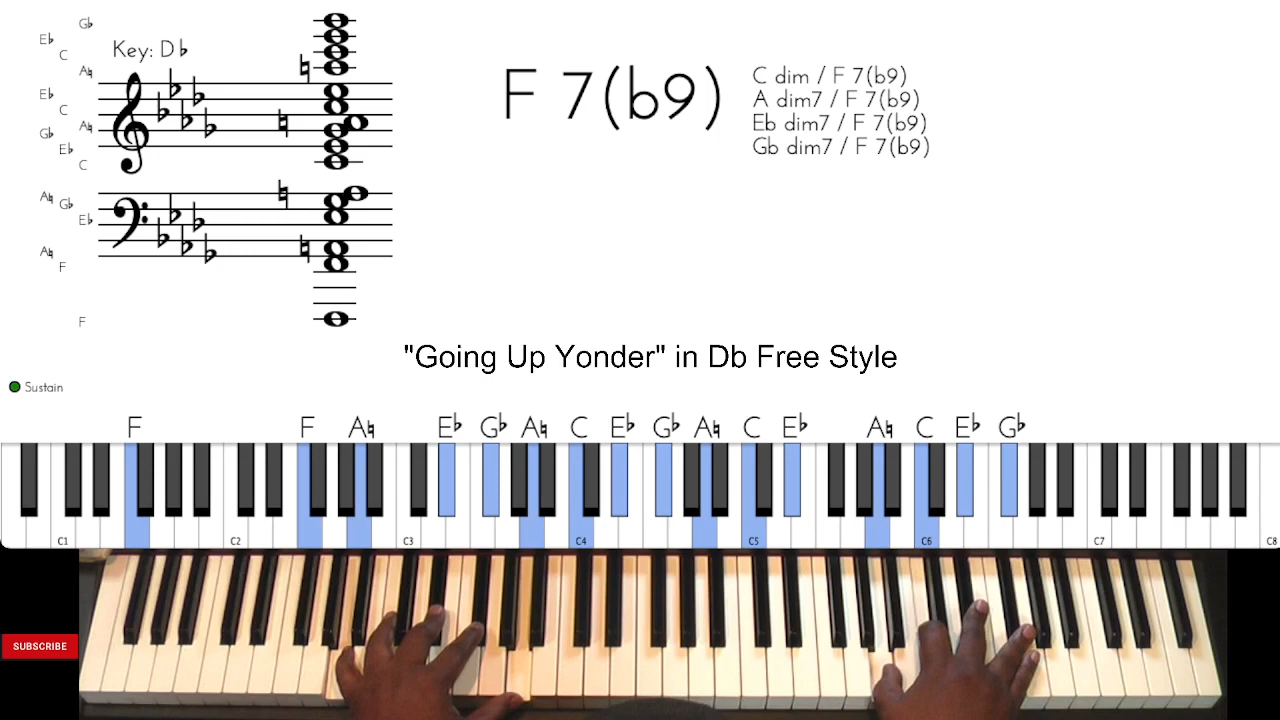 G♭
E♭
C
Key: D♭
A♮
E♭
C
A♮
G♭
E♭
C
A♮
G♭
E♭
A♮
F
F
F 7(b9)
C dim / F 7(b9)
A dim7 / F 7(b9)
Eb dim7 / F 7(b9)
Gb dim7 / F 7(b9)
"Going Up Yonder" in Db Free Style
Sustain
F F A♮ E♭ G♭ A♮ C E♭ G♭ A♮ C E♭ A♮ C E♭ G♭
C1 C2 C3 C4 C5 C6 C7 C8
SUBSCRIBE